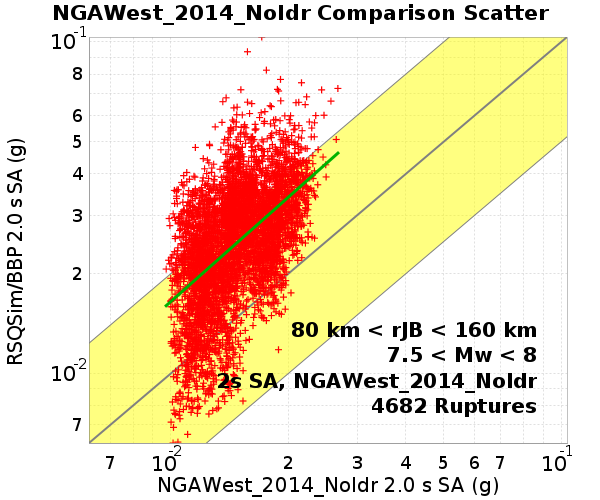 NGAWest_2014_NoIdr Comparison Scatter
10-1
8
6
5
4
3
2
10-2
7
RSQSim/BBP 2.0 s SA (g)
80 km < rJB < 160 km
7.5 < Mw < 8
2s SA, NGAWest_2014_NoIdr
4682 Ruptures
7 10-2 2 3 4 5 6 7 10-1
NGAWest_2014_NoIdr 2.0 s SA (g)